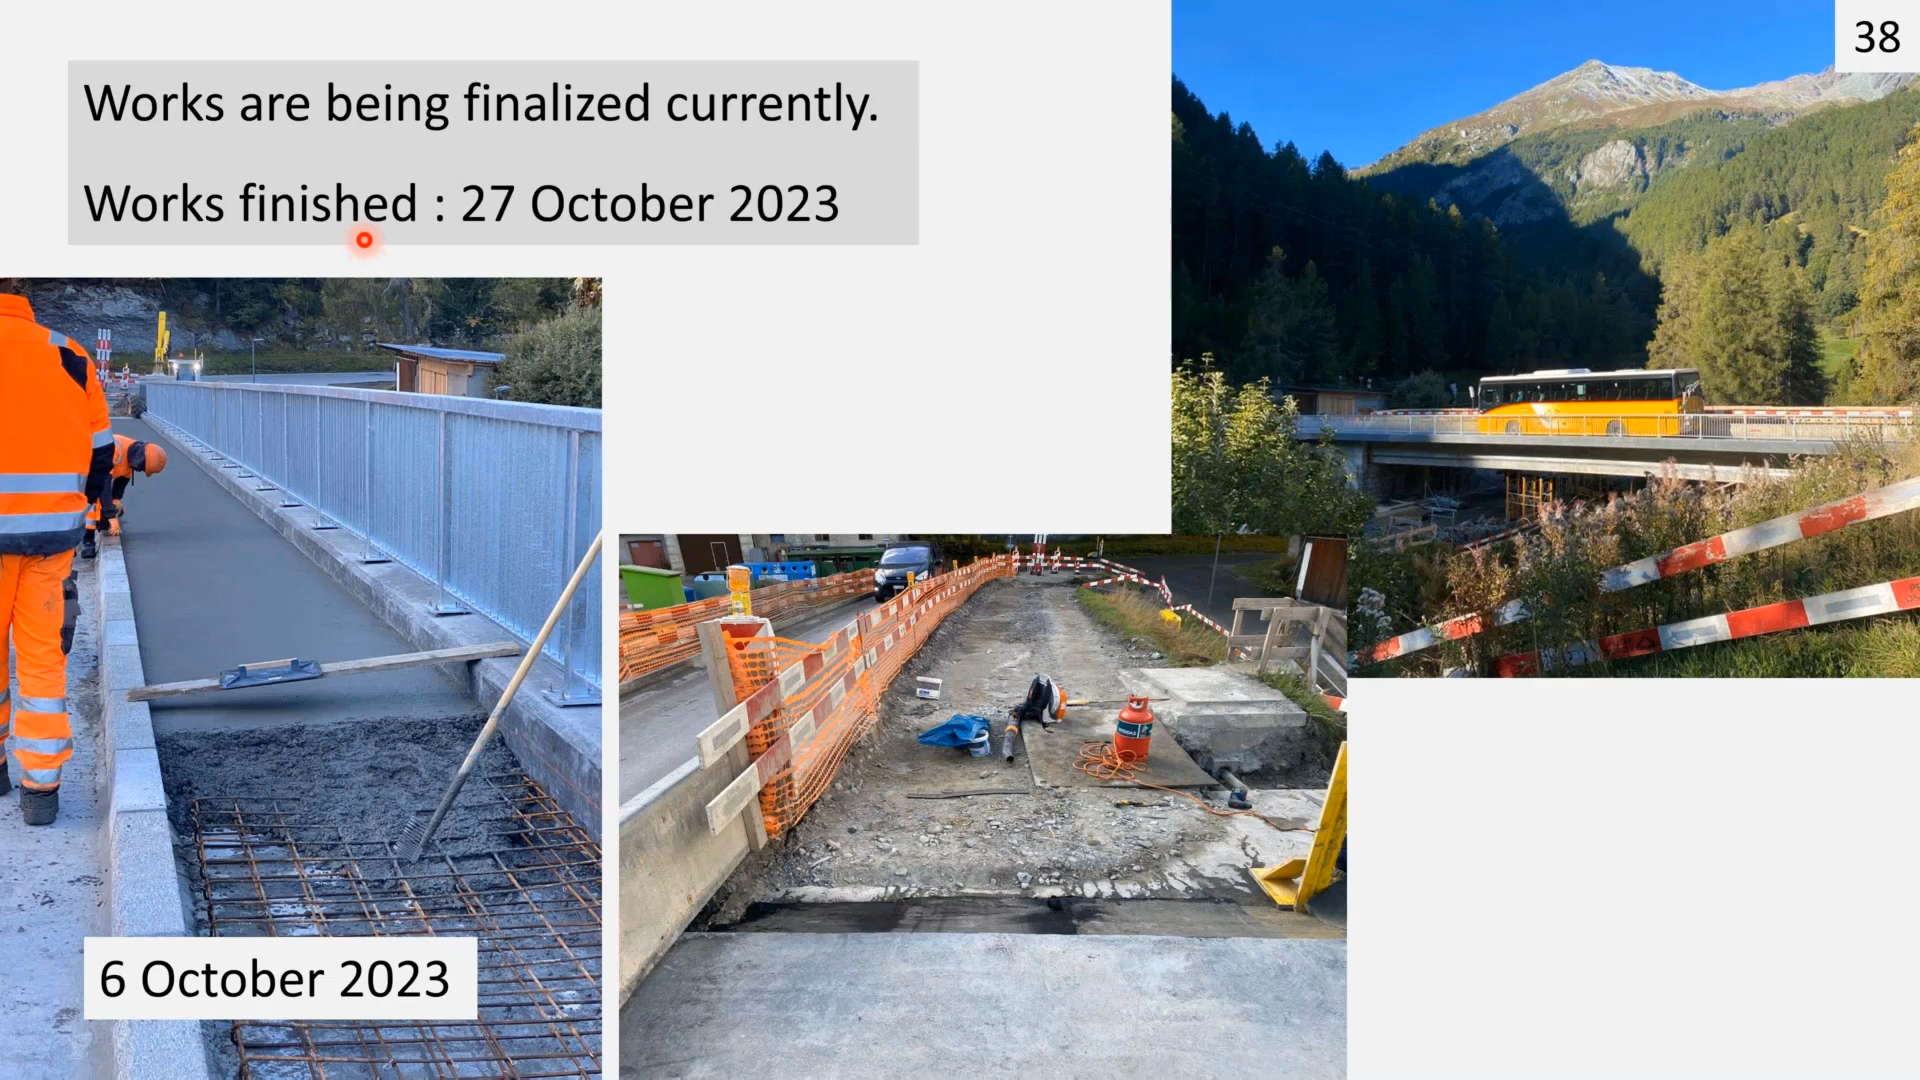 38
Works are being finalized currently.
Works finished : 27 October 2023
6 October 2023